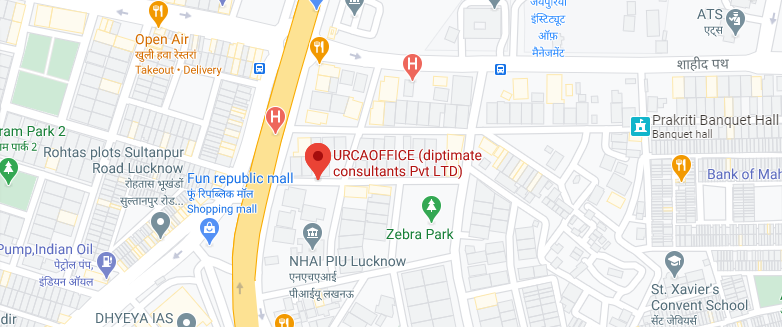 जयपुरिया
इंस्टिट्यूट
ऑफ़
मैनेजमेंट
ATS
एट्स
Open Air
खुली हवा रेस्तरां
Takeout • Delivery
शाहीद पथ
H
H
Prakriti Banquet Hall
Banquet hall
ram Park 2
म पार्क 2
Rohtas plots Sultanpur
Road Lucknow
रोहतास भूखडों
सुल्तानपुर रोड...
URCAOFFICE (diptimate
consultants Pvt LTD)
Fun republic mall
फू रिपब्लिक मॉल
Shopping mall
Bank of Mah
Zebra Park
Pump,Indian Oil
पेट्रोल पंप,
इंडियन ऑयल
NHAI PIU Lucknow
एनएचएआई
पीआईयू लखनऊ
St. Xavier's
Convent School
सेंट जेवियर्स
DHYEYA IAS
dir